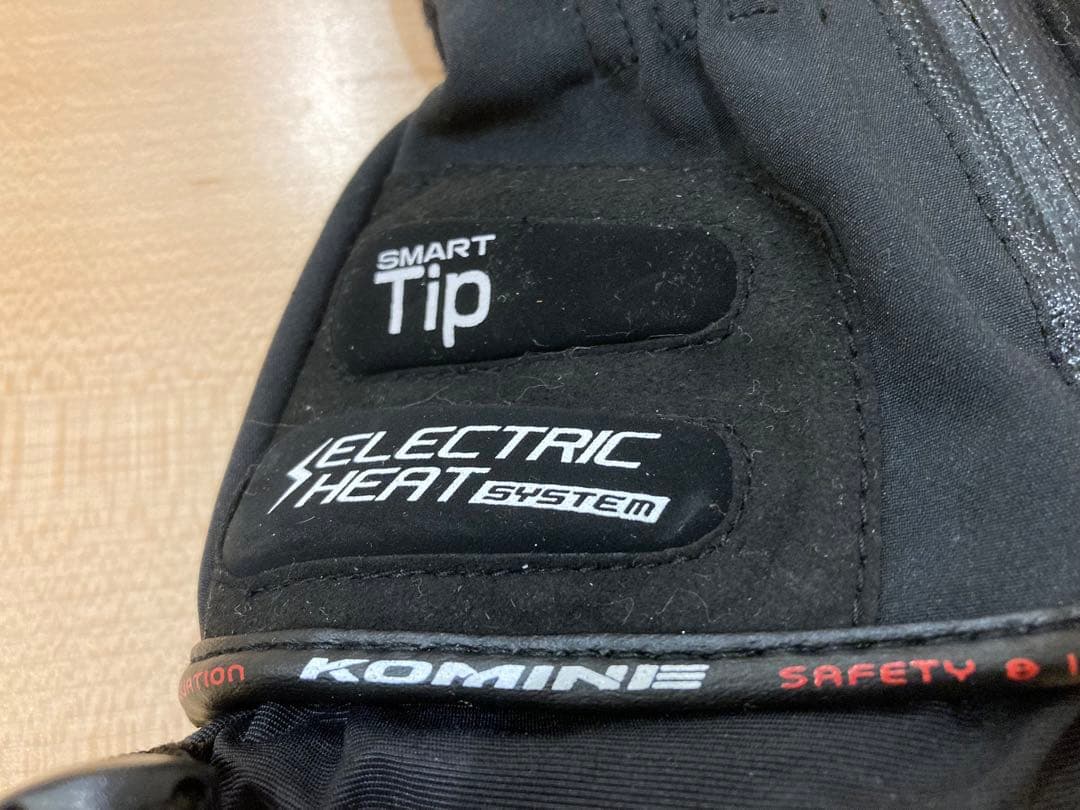 SMART
Tip
ELECTRIC
HEAT SYSTEM
KOMINE SAFETY